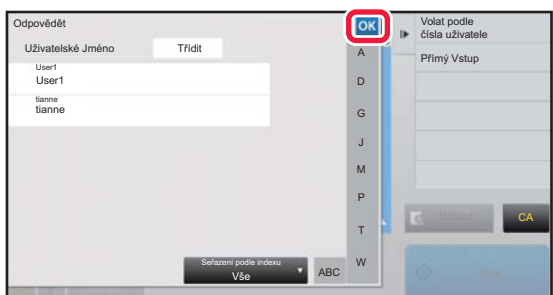 Odpovědět
OK
Uživatelské Jméno
Třídit
User1
User1
tianne
tianne
A
D
G
J
M
P
T
W
Seřazení podle indexu
Vše
ABC
Volat podle
čísla uživatele
Přímý Vstup
Náhled
CA
Start